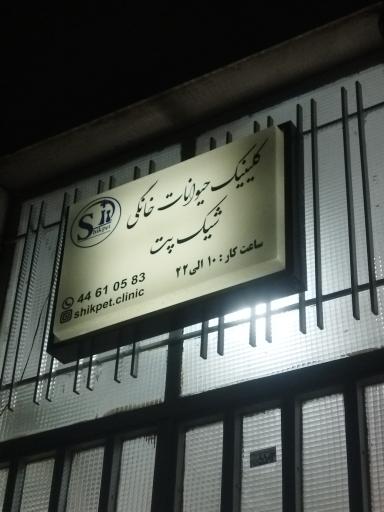 کلینیک حیوانات خانگی
شیک پت
ساعت کار : ۱۰ الی ۲۲
Shikpet
44 61 05 83
shikpet.clinic